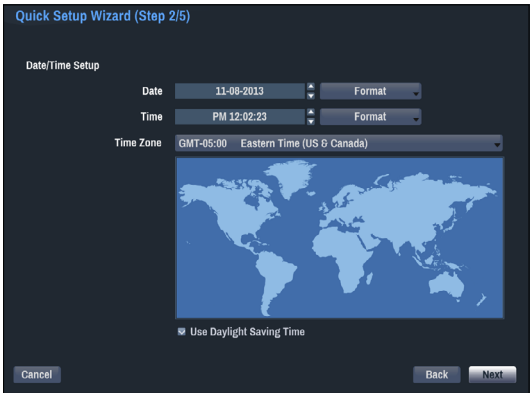 Quick Setup Wizard (Step 2/5)
Date/Time Setup
Date 11-08-2013 Format
Time PM 12:02:23 Format
Time Zone GMT-05:00 Eastern Time (US & Canada)
Use Daylight Saving Time
Cancel Back Next